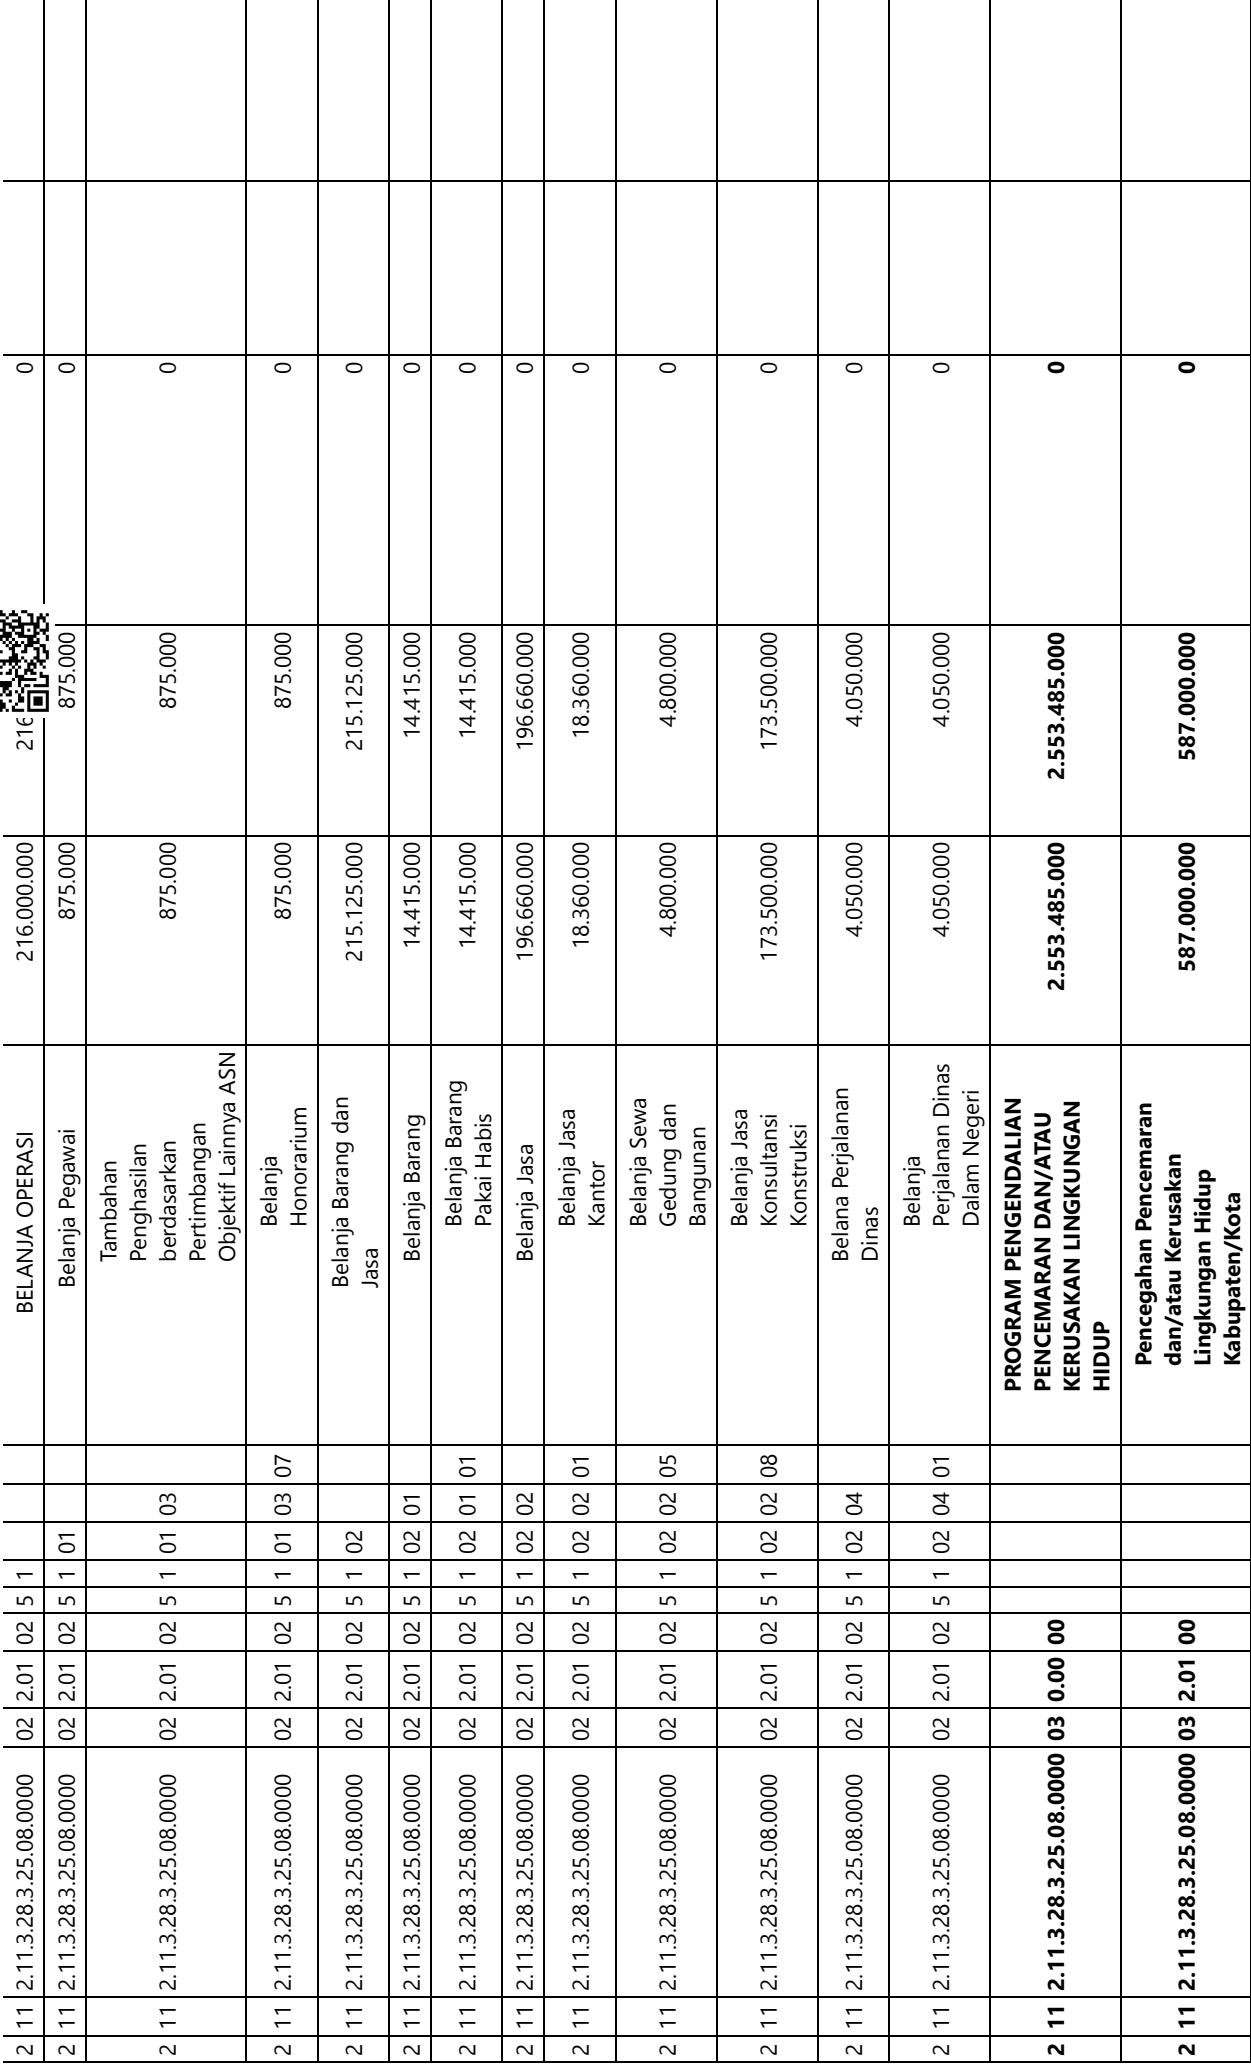 2 11 2.11.3.28.3.25.08.0000 02 2.01 02 5 1 BELANJA OPERASI 216.000.000 216 0
2 11 2.11.3.28.3.25.08.0000 02 2.01 02 5 1 01 Belanja Pegawai 875.000 875.000 0
2 11 2.11.3.28.3.25.08.0000 02 2.01 02 5 1 01 03 Tambahan
Penghasilan
berdasarkan
Pertimbangan
Objektif Lainnya ASN 875.000 875.000 0
2 11 2.11.3.28.3.25.08.0000 02 2.01 02 5 1 01 03 07 Belanja
Honorarium 875.000 875.000 0
2 11 2.11.3.28.3.25.08.0000 02 2.01 02 5 1 02 Belanja Barang dan
Jasa 215.125.000 215.125.000 0
2 11 2.11.3.28.3.25.08.0000 02 2.01 02 5 1 02 01 Belanja Barang 14.415.000 14.415.000 0
2 11 2.11.3.28.3.25.08.0000 02 2.01 02 5 1 02 01 01 Belanja Barang
Pakai Habis 14.415.000 14.415.000 0
2 11 2.11.3.28.3.25.08.0000 02 2.01 02 5 1 02 02 Belanja Jasa 196.660.000 196.660.000 0
2 11 2.11.3.28.3.25.08.0000 02 2.01 02 5 1 02 02 01 Belanja Jasa
Kantor 18.360.000 18.360.000 0
2 11 2.11.3.28.3.25.08.0000 02 2.01 02 5 1 02 02 05 Belanja Sewa
Gedung dan
Bangunan 4.800.000 4.800.000 0
2 11 2.11.3.28.3.25.08.0000 02 2.01 02 5 1 02 02 08 Belanja Jasa
Konsultansi
Konstruksi 173.500.000 173.500.000 0
2 11 2.11.3.28.3.25.08.0000 02 2.01 02 5 1 02 04 Belana Perjalanan
Dinas 4.050.000 4.050.000 0
2 11 2.11.3.28.3.25.08.0000 02 2.01 02 5 1 02 04 01 Belanja
Perjalanan Dinas
Dalam Negeri 4.050.000 4.050.000 0
2 11 2.11.3.28.3.25.08.0000 03 0.00 00 PROGRAM PENGENDALIAN
PENCEMARAN DAN/ATAU
KERUSAKAN LINGKUNGAN
HIDUP 2.553.485.000 2.553.485.000 0
2 11 2.11.3.28.3.25.08.0000 03 2.01 00 Pencegahan Pencemaran
dan/atau Kerusakan
Lingkungan Hidup
Kabupaten/Kota 587.000.000 587.000.000 0